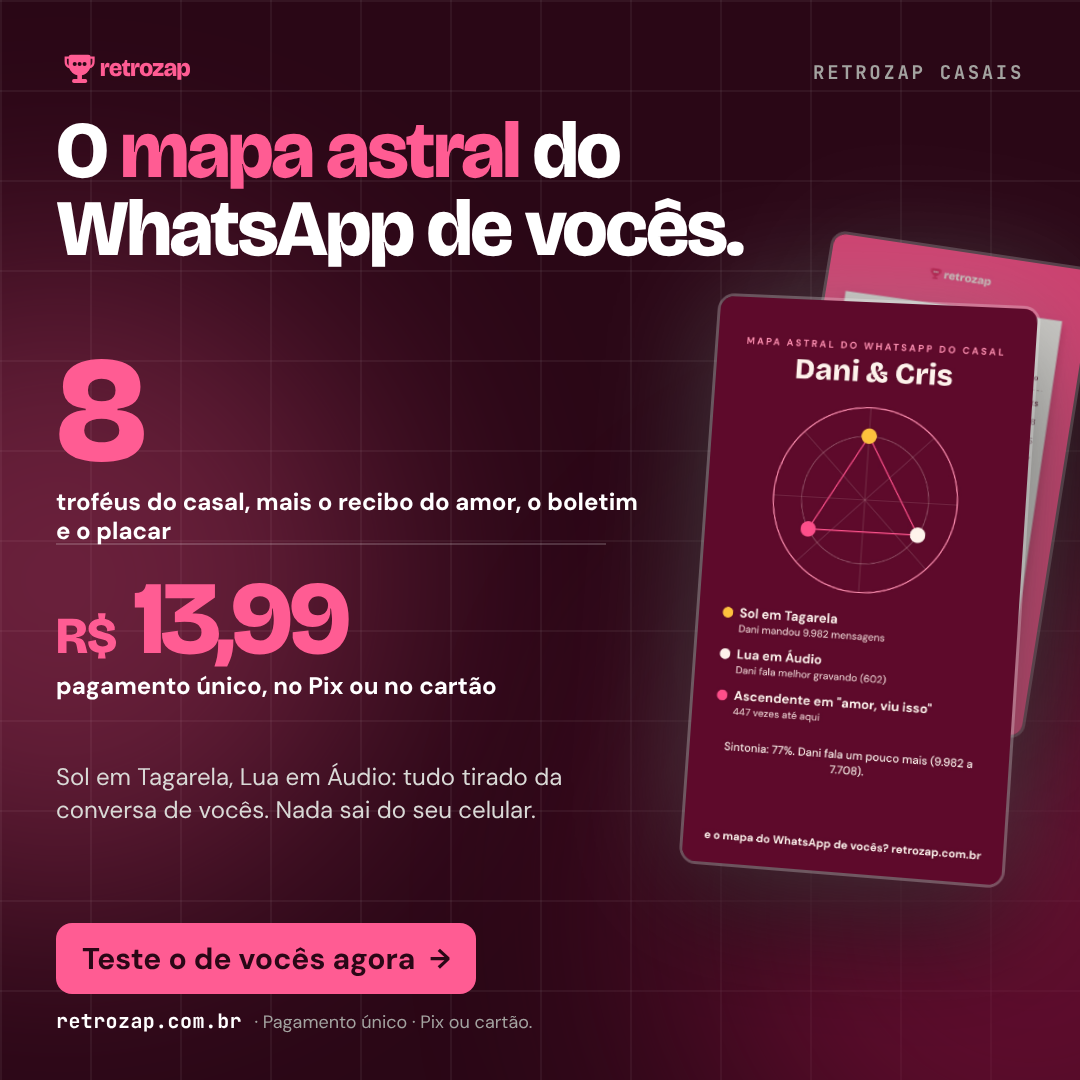 retrozap
RETROZAP CASAIS
O mapa astral do
WhatsApp de vocês.
8
troféus do casal, mais o recibo do amor, o boletim
e o placar
R$ 13,99
pagamento único, no Pix ou no cartão
Sol em Tagarela, Lua em Áudio: tudo tirado da
conversa de vocês. Nada sai do seu celular.
Teste o de vocês agora →
retrozap.com.br · Pagamento único · Pix ou cartão.
retrozap
MAPA ASTRAL DO WHATSAPP DO CASAL
Dani & Cris
Sol em Tagarela
Dani mandou 9.982 mensagens
Lua em Áudio
Dani fala melhor gravando (602)
Ascendente em "amor, viu isso"
447 vezes até aqui
Sintonia: 77%. Dani fala um pouco mais (9.982 a
7.708).
e o mapa do WhatsApp de vocês? retrozap.com.br